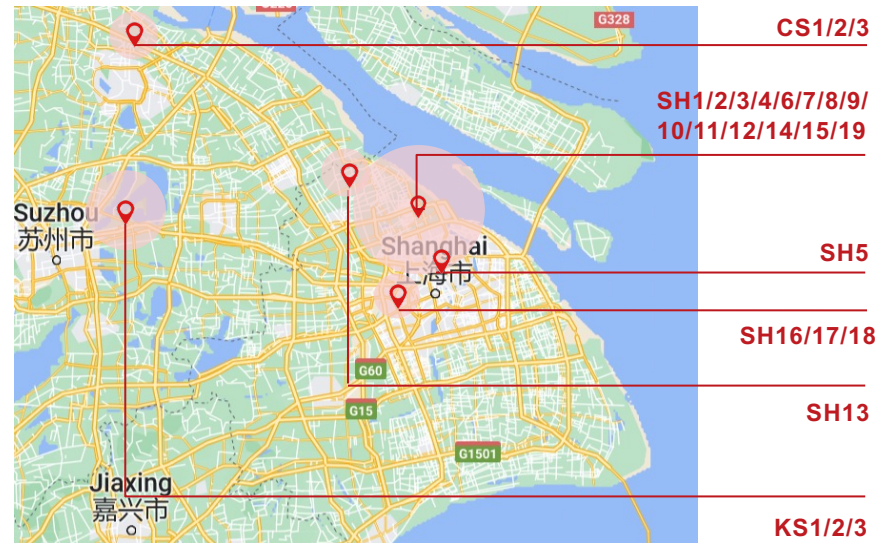 G328
CS1/2/3
SH1/2/3/4/6/7/8/9/
10/11/12/14/15/19
Suzhou
苏州市
Shanghai
上海市
SH5
SH16/17/18
G60
G15
SH13
G1501
Jiaxing
嘉兴市
KS1/2/3